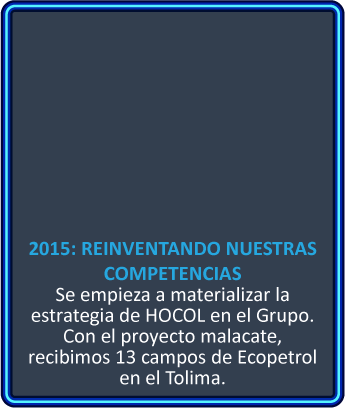 2015: REINVENTANDO NUESTRAS
COMPETENCIAS
Se empieza a materializar la
estrategia de HOCOL en el Grupo.
Con el proyecto malacate,
recibimos 13 campos de Ecopetrol
en el Tolima.